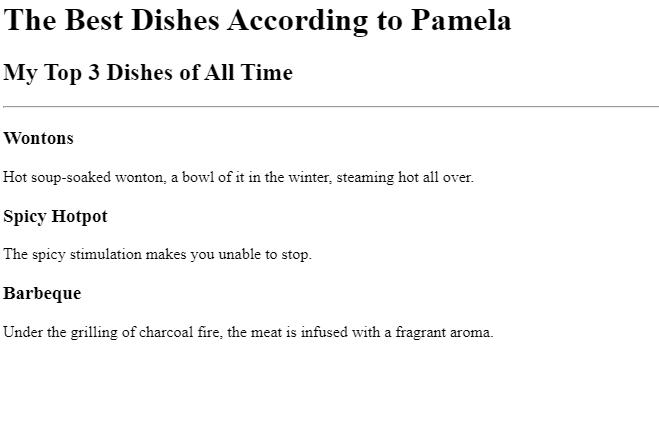 The Best Dishes According to Pamela
My Top 3 Dishes of All Time
Wontons
Hot soup-soaked wonton, a bowl of it in the winter, steaming hot all over.
Spicy Hotpot
The spicy stimulation makes you unable to stop.
Barbeque
Under the grilling of charcoal fire, the meat is infused with a fragrant aroma.